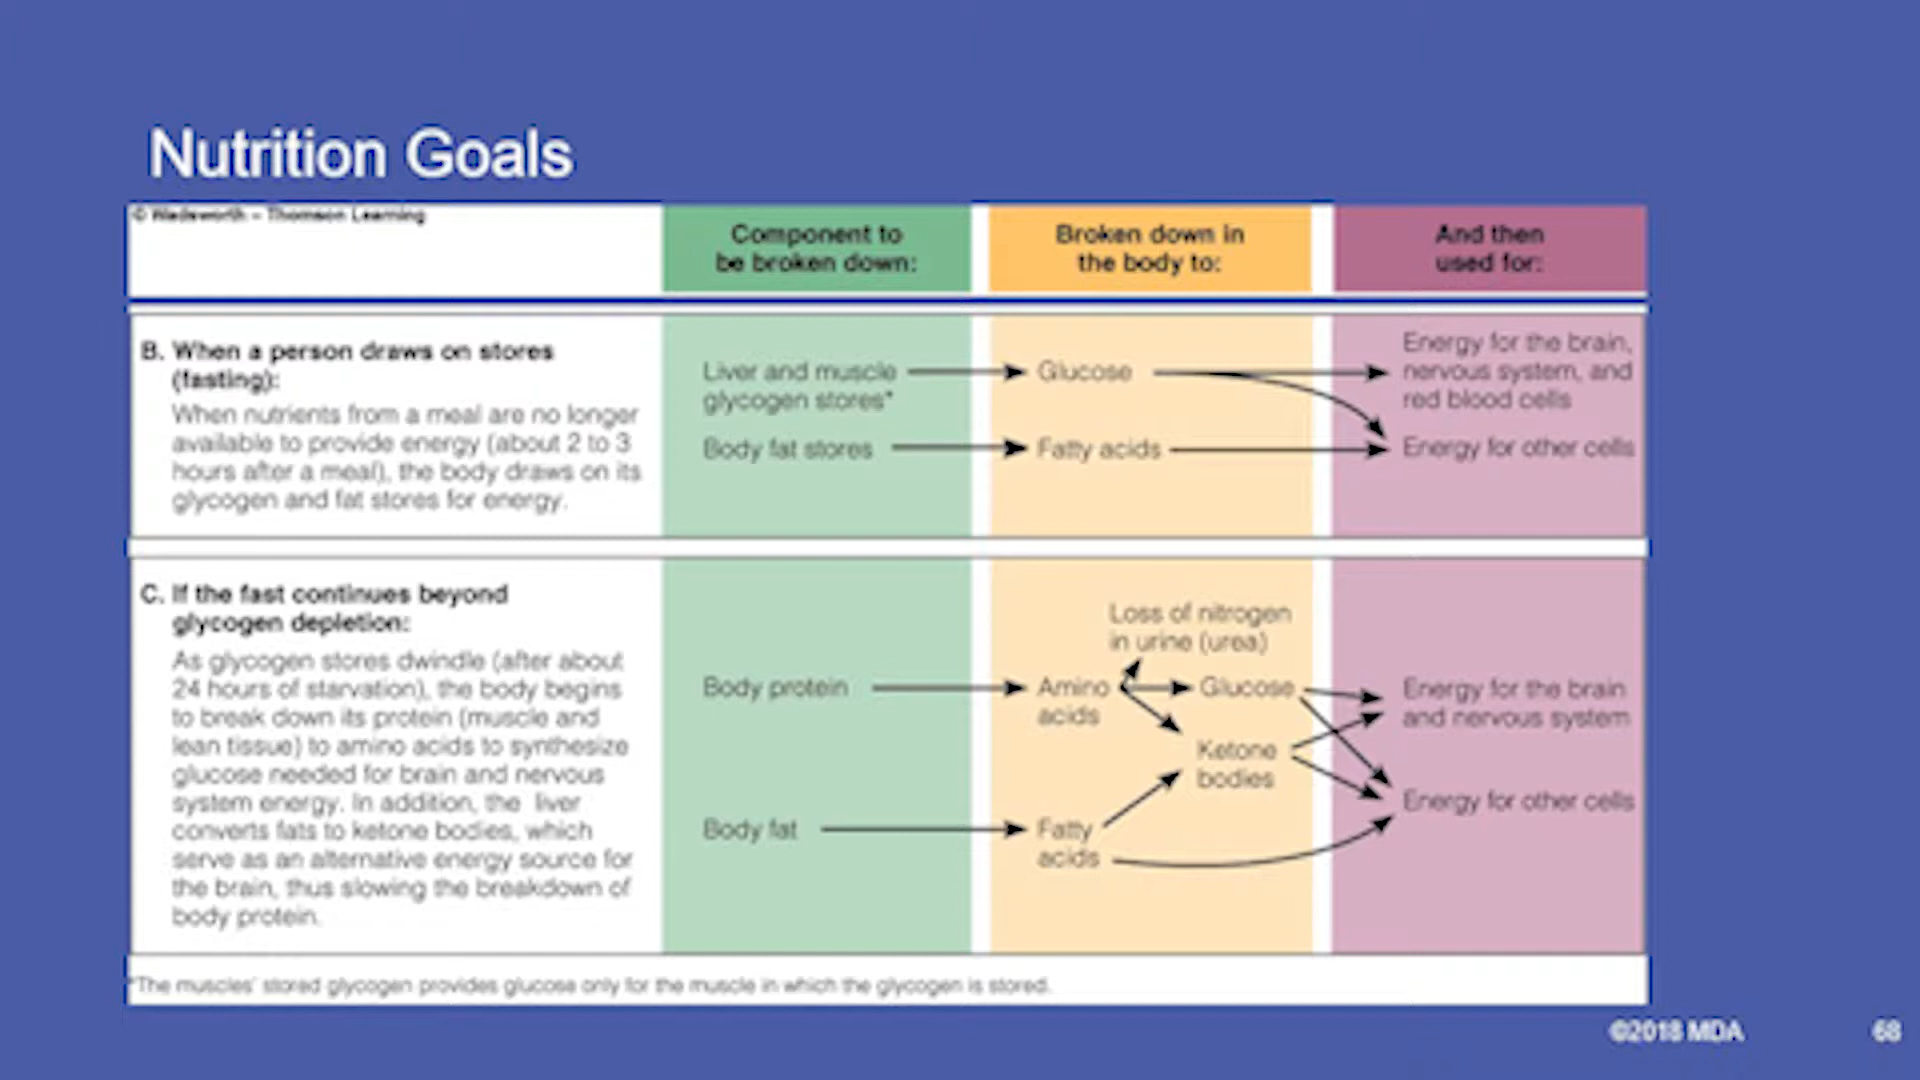 Nutrition Goals
© Wadsworth – Thomson Learning
Component to
be broken down:
Broken down in
the body to:
And then
used for:
B. When a person draws on stores
(fasting):
When nutrients from a meal are no longer
available to provide energy (about 2 to 3
hours after a meal), the body draws on its
glycogen and fat stores for energy.
Liver and muscle
glycogen stores*
Glucose
Energy for the brain,
nervous system, and
red blood cells
Body fat stores
Fatty acids
Energy for other cells
C. If the fast continues beyond
glycogen depletion:
As glycogen stores dwindle (after about
24 hours of starvation), the body begins
to break down its protein (muscle and
lean tissue) to amino acids to synthesize
glucose needed for brain and nervous
system energy. In addition, the liver
converts fats to ketone bodies, which
serve as an alternative energy source for
the brain, thus slowing the breakdown of
body protein.
Body protein
Amino
acids
Loss of nitrogen
in urine (urea)
Glucose
Ketone
bodies
Energy for the brain
and nervous system
Body fat
Fatty
acids
Energy for other cells
*The muscles' stored glycogen provides glucose only for the muscle in which the glycogen is stored.
©2018 MDA
68